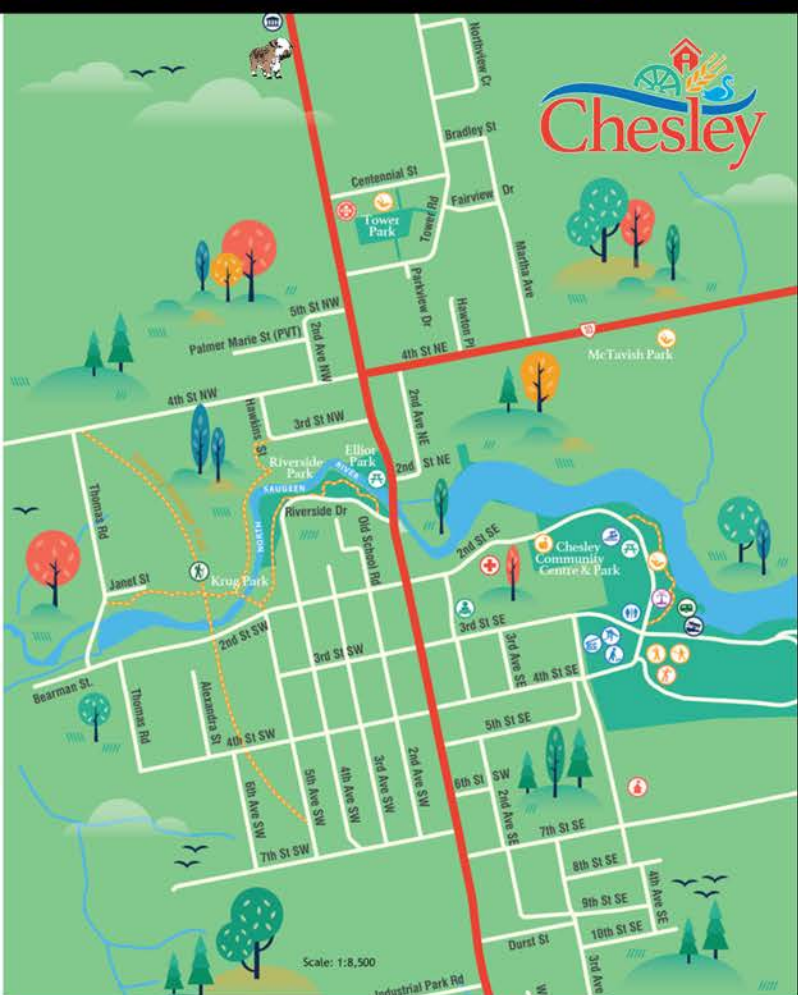 Northview Cr
Chesley
Bradley St
Centennial St
Fairview Dr
Tower
Park
Tower Rd
Martha Ave
Parkview Dr
Hawton Pl
5th St NW
Palmer Marie St (PVT)
2nd Ave NW
10
4th St NE
McTavish Park
4th St NW
Hawkins St
3rd St NW
2nd Ave NE
Elliot
Park
Riverside
Park
2nd St NE
NORTH SAUGEEN RIVER
Riverside Dr
Thomas Rd
Old School Rd
2nd St SE
Chesley
Community
Centre & Park
Krug Park
Janet St
2nd St SW
3rd St SE
3rd St SW
3rd Ave SE
4th St SE
Bearman St.
Thomas Rd
Alexandra St
4th St SW
5th St SE
6th St SW
2nd Ave SE
6th Ave SW
5th Ave SW
4th Ave SW
3rd Ave SW
2nd Ave SW
7th St SW
7th St SE
8th St SE
4th Ave SE
9th St SE
10th St SE
Durst St
3rd Ave
Scale: 1:8,500
Industrial Park Rd
W